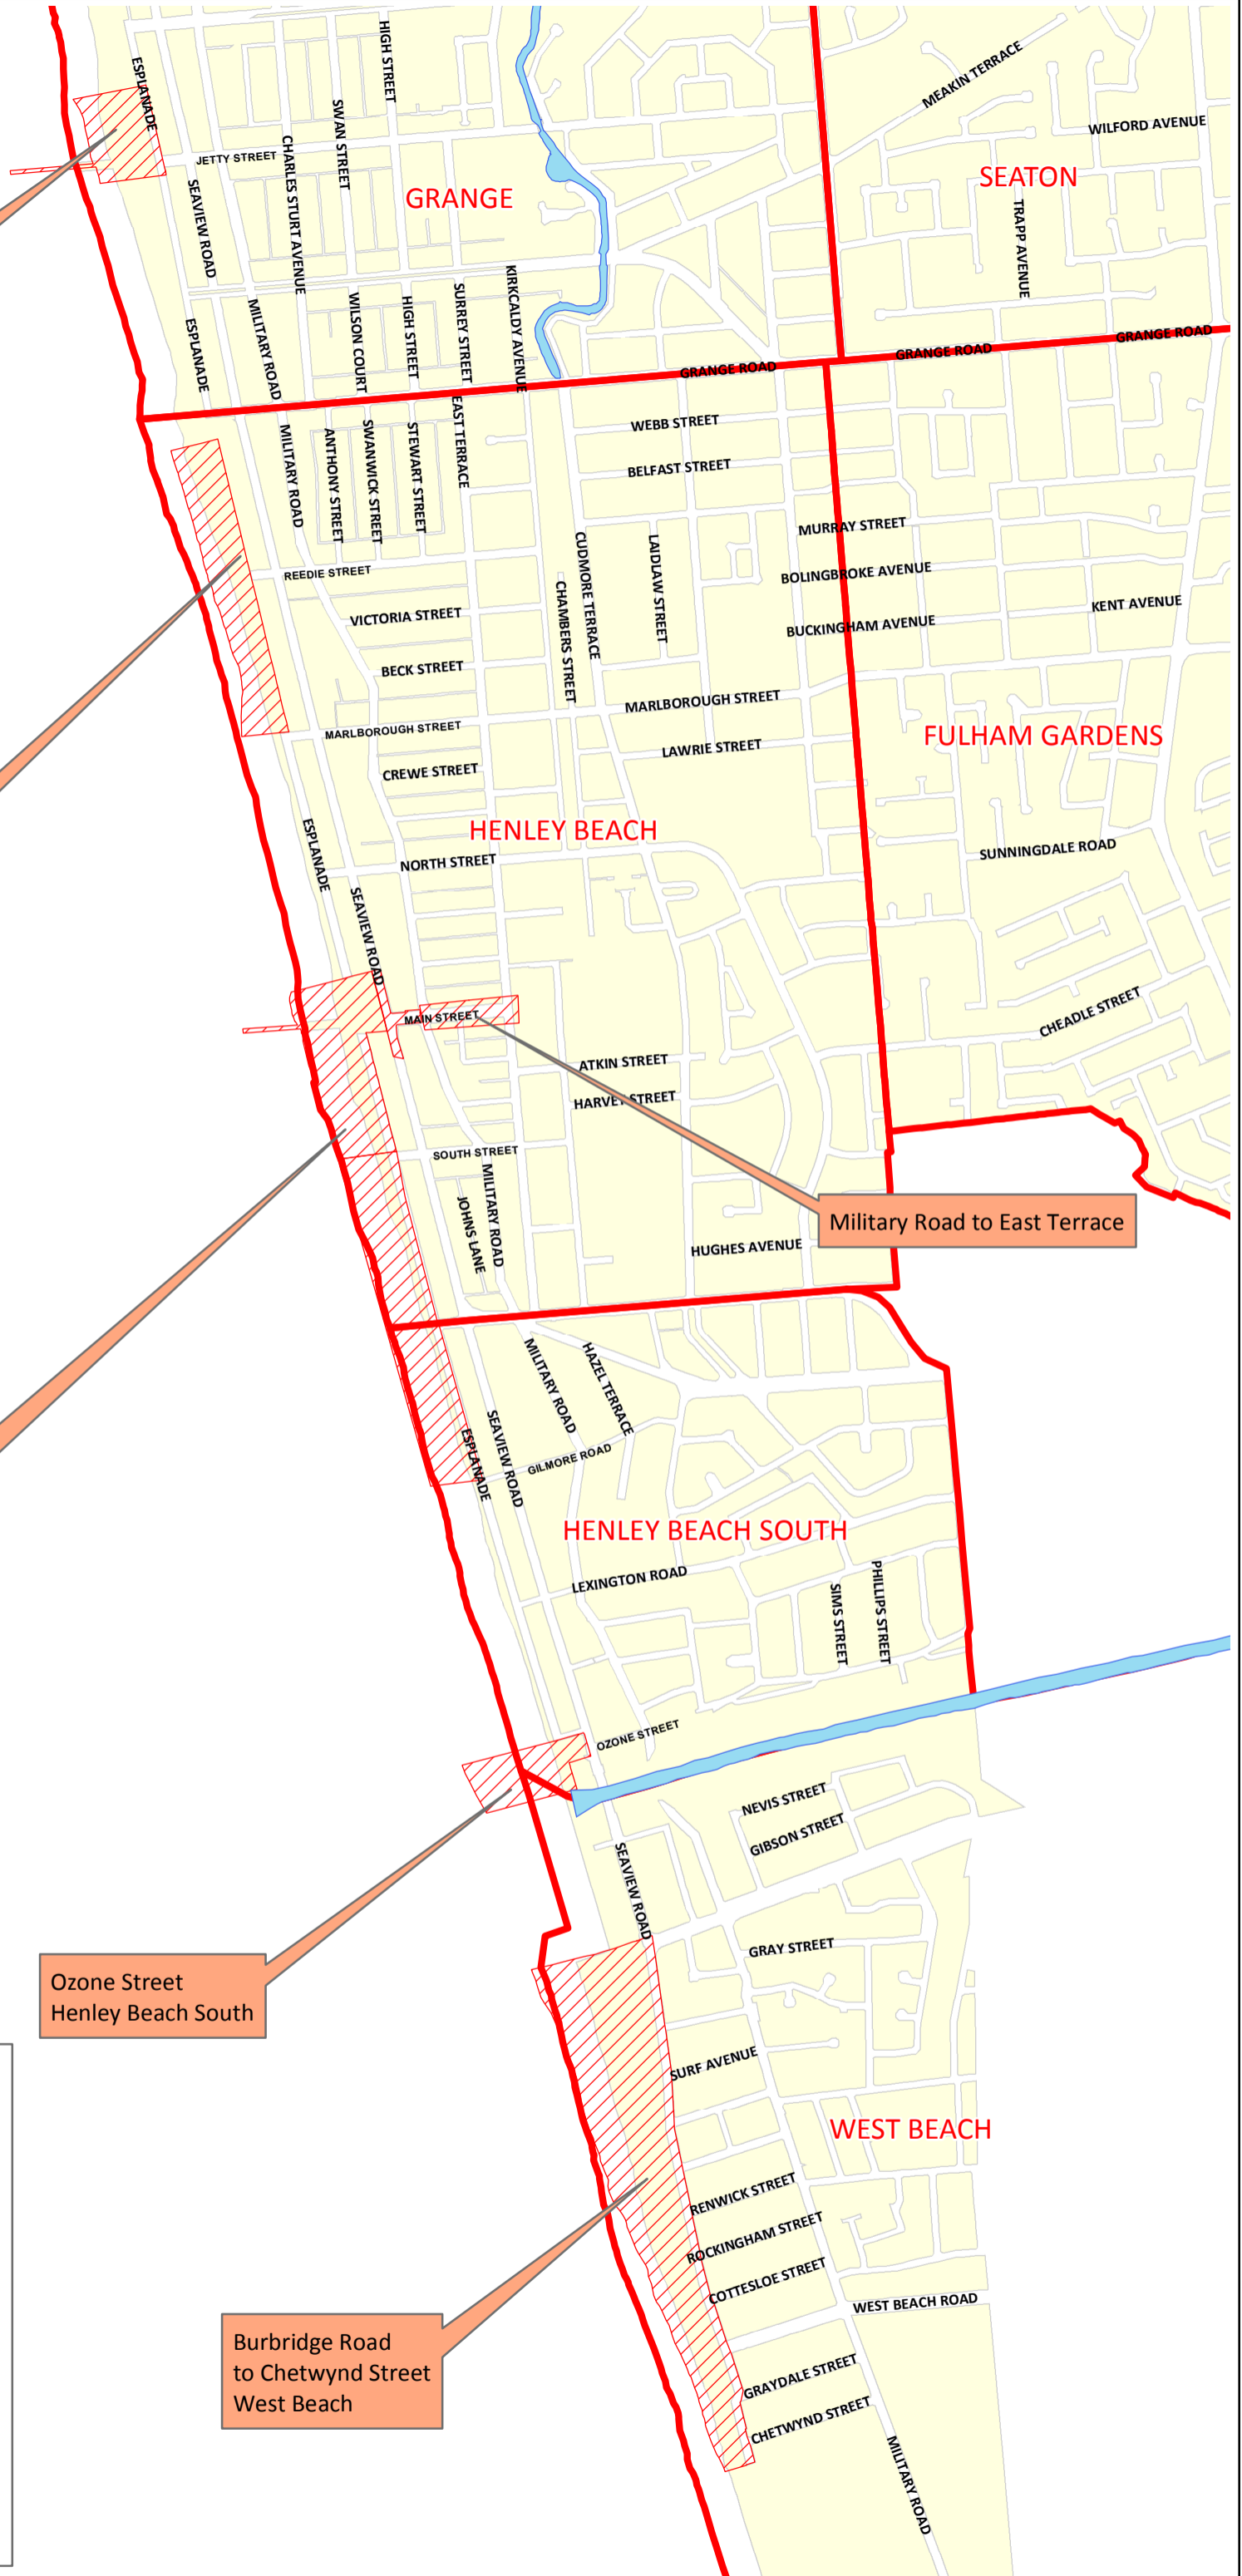 HIGH STREET
MEAKIN TERRACE
ESPLANADE
SWAN STREET
WILFORD AVENUE
CHARLES STURT AVENUE
JETTY STREET
SEATON
SEAVIEW ROAD
GRANGE
TRAPP AVENUE
KIRKCALDY AVENUE
SURREY STREET
HIGH STREET
WILSON COURT
MILITARY ROAD
ESPLANADE
GRANGE ROAD
GRANGE ROAD
GRANGE ROAD
EAST TERRACE
WEBB STREET
STEWART STREET
SWANWICK STREET
ANTHONY STREET
MILITARY ROAD
BELFAST STREET
MURRAY STREET
CUDMORE TERRACE
LAIDLAW STREET
REEDIE STREET
BOLINGBROKE AVENUE
CHAMBERS STREET
KENT AVENUE
VICTORIA STREET
BUCKINGHAM AVENUE
BECK STREET
MARLBOROUGH STREET
MARLBOROUGH STREET
FULHAM GARDENS
LAWRIE STREET
CREWE STREET
HENLEY BEACH
ESPLANADE
SUNNINGDALE ROAD
NORTH STREET
SEAVIEW ROAD
MAIN STREET
CHEADLE STREET
ATKIN STREET
HARVEY STREET
SOUTH STREET
MILITARY ROAD
JOHNS LANE
Military Road to East Terrace
HUGHES AVENUE
MILITARY ROAD
HAZEL TERRACE
SEAVIEW ROAD
ESPLANADE
GILMORE ROAD
HENLEY BEACH SOUTH
LEXINGTON ROAD
SIMS STREET
PHILLIPS STREET
OZONE STREET
NEVIS STREET
GIBSON STREET
SEAVIEW ROAD
GRAY STREET
Ozone Street
Henley Beach South
SURF AVENUE
WEST BEACH
RENWICK STREET
ROCKINGHAM STREET
COTTESLOE STREET
WEST BEACH ROAD
Burbridge Road
to Chetwynd Street
West Beach
GRAYDALE STREET
CHETWYND STREET
MILITARY ROAD